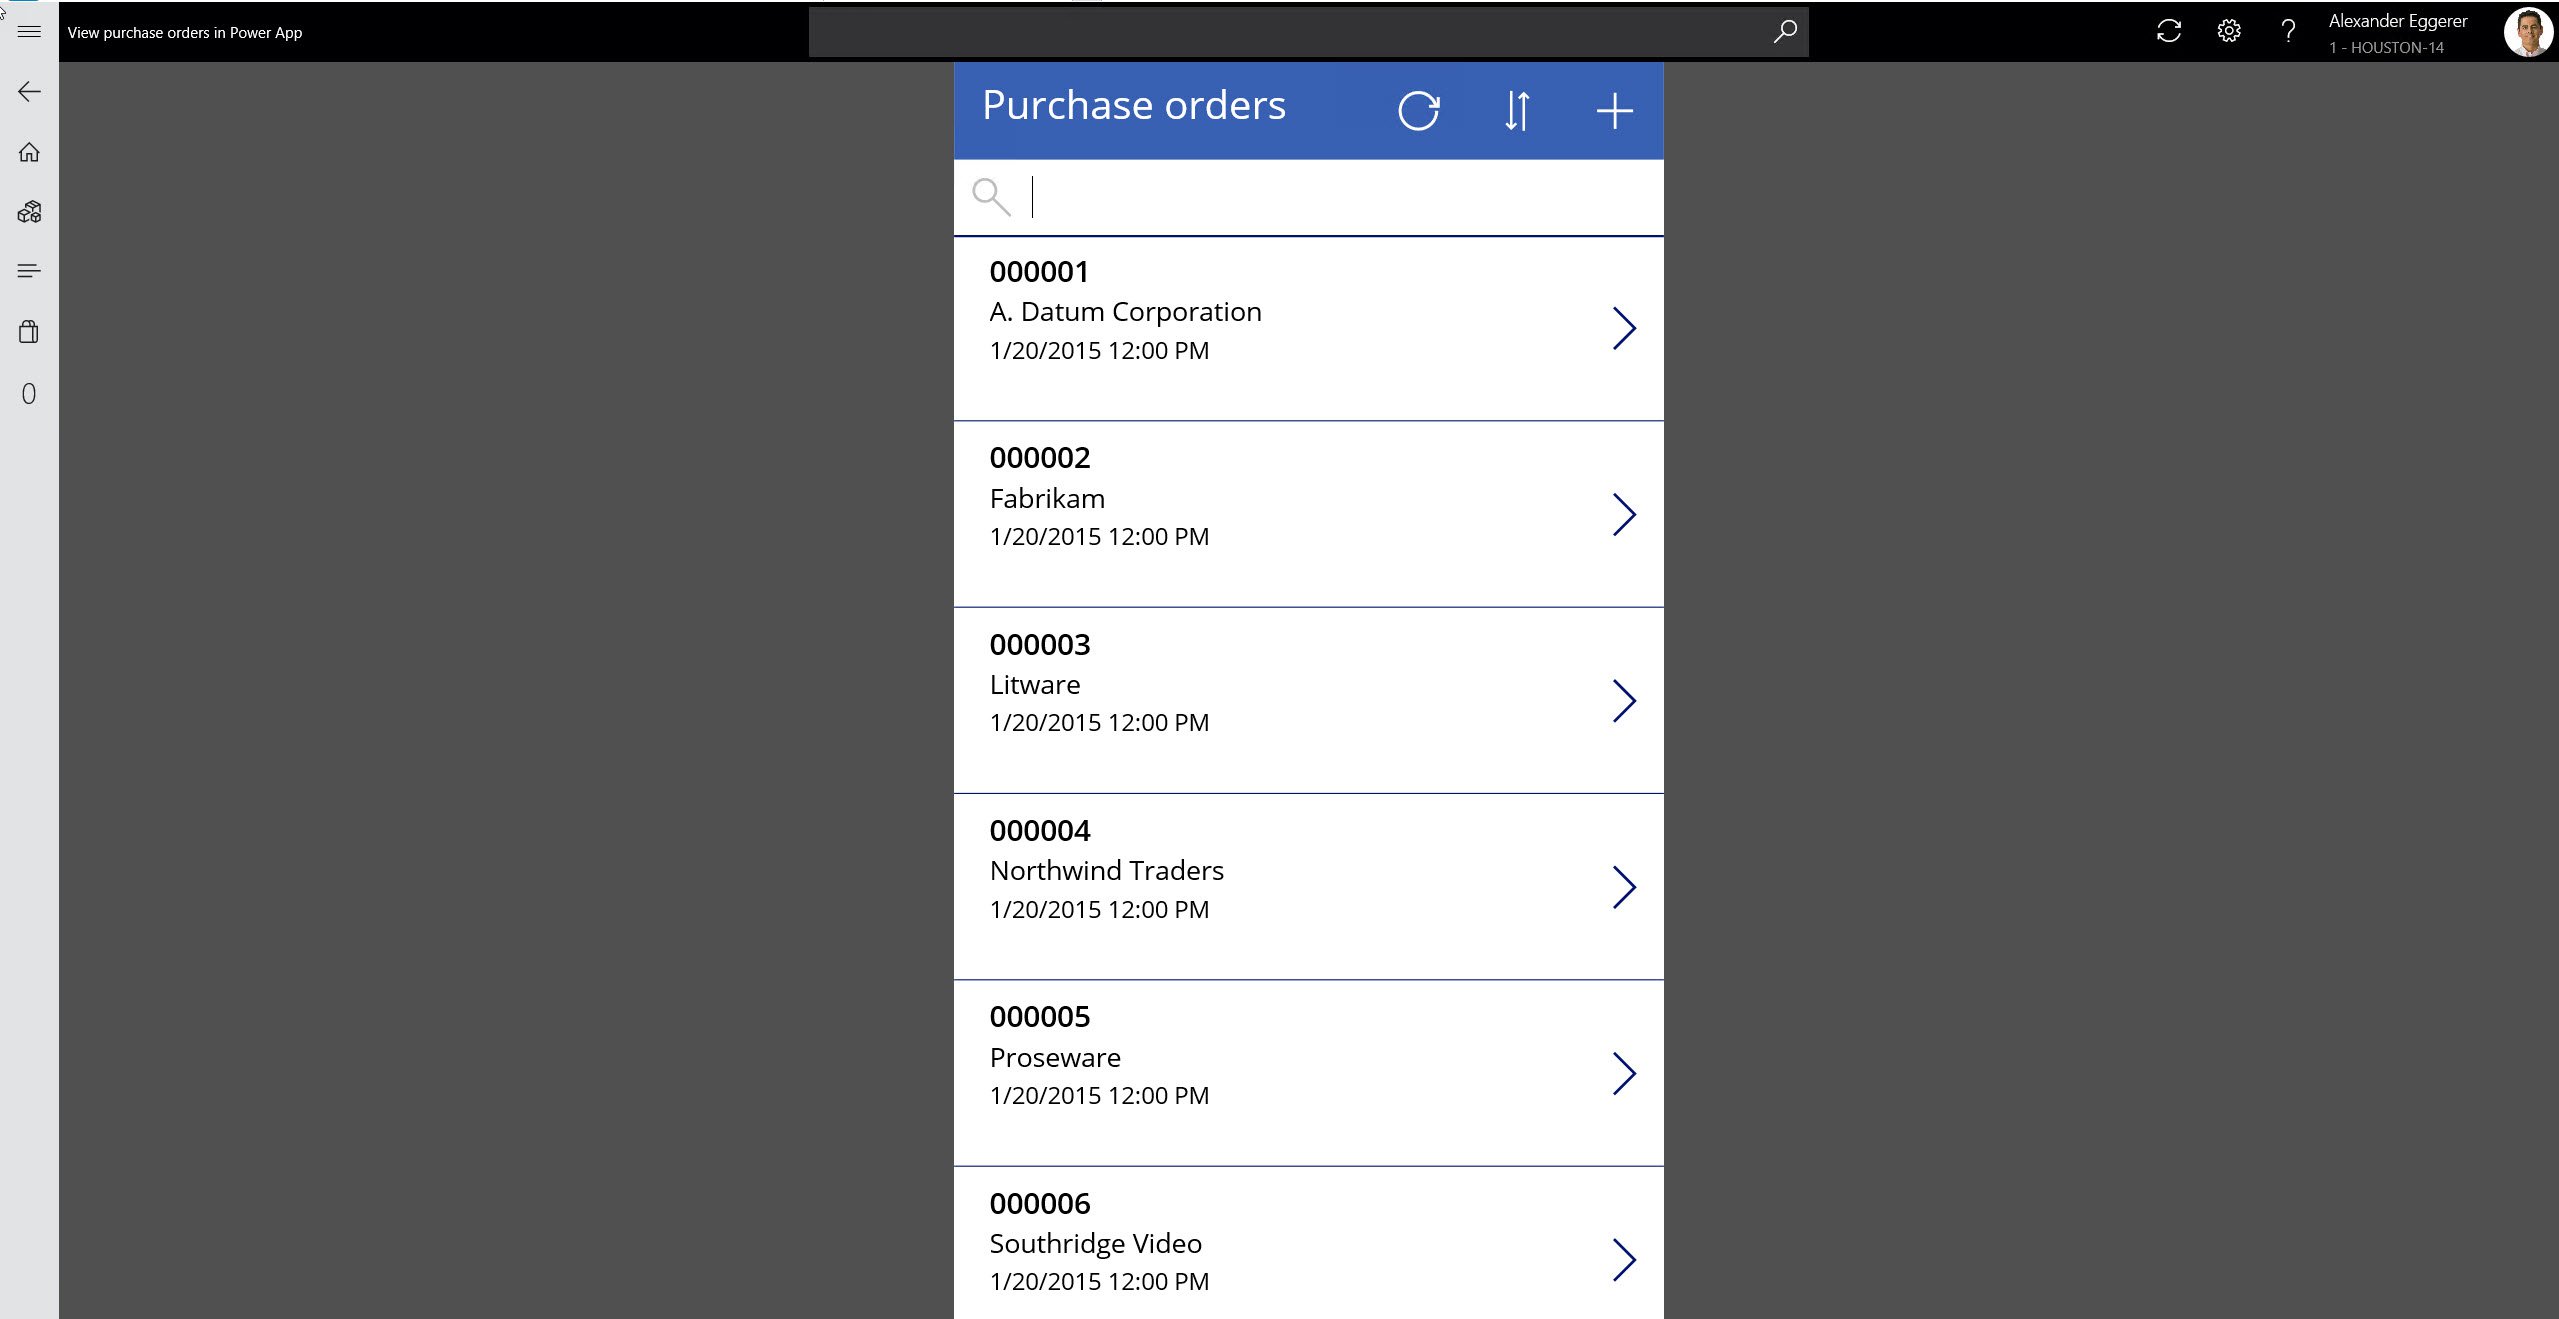 View purchase orders in Power App
Alexander Eggerer
1 - HOUSTON-14
Purchase orders
000001
A. Datum Corporation
1/20/2015 12:00 PM
000002
Fabrikam
1/20/2015 12:00 PM
000003
Litware
1/20/2015 12:00 PM
000004
Northwind Traders
1/20/2015 12:00 PM
000005
Proseware
1/20/2015 12:00 PM
000006
Southridge Video
1/20/2015 12:00 PM
0